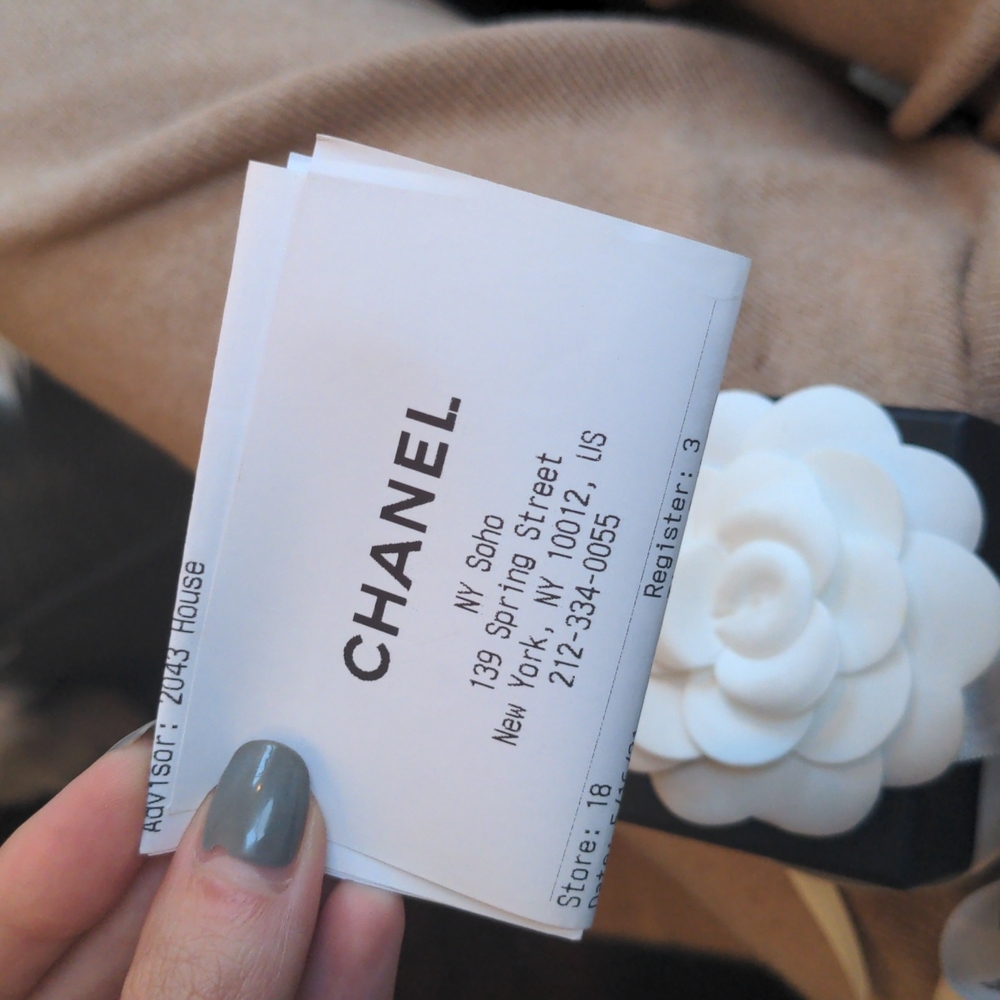 CHANEL
NY Soho
139 Spring Street
New York, NY 10012, US
212-334-0055
Store: 18
Register: 3
Advisor: 2043 House